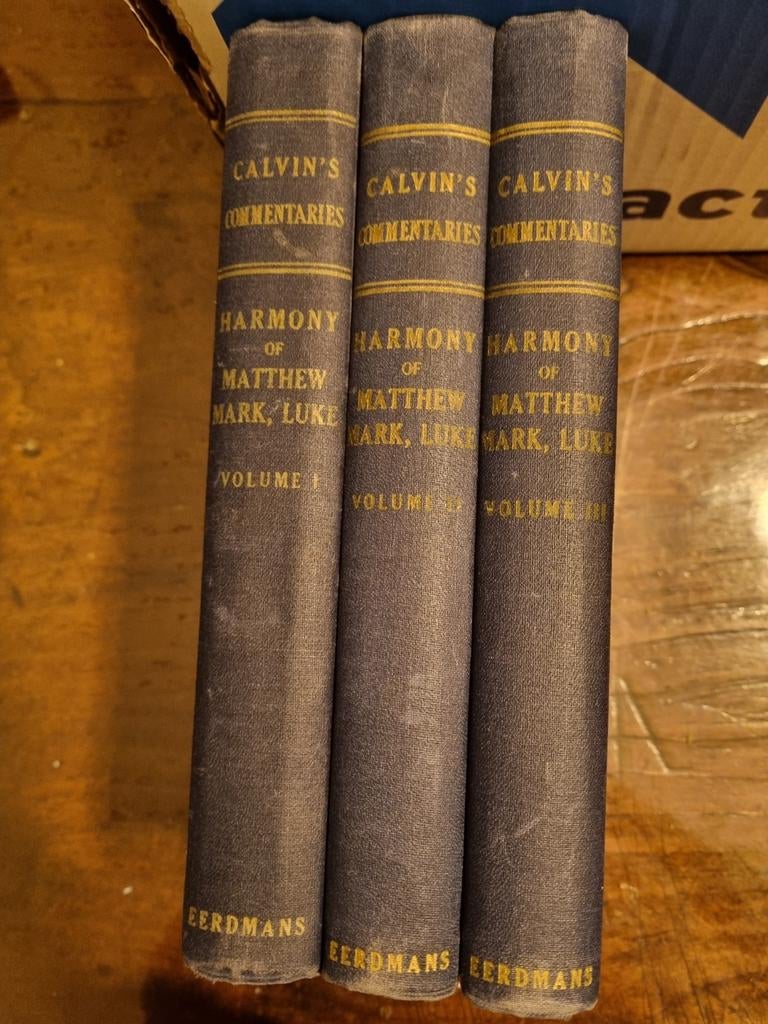 CALVIN'S
COMMENTARIES
HARMONY
OF
MATTHEW
MARK, LUKE
VOLUME I
EERDMANS
CALVIN'S
COMMENTARIES
HARMONY
OF
MATTHEW
MARK, LUKE
VOLUME II
EERDMANS
CALVIN'S
COMMENTARIES
HARMONY
OF
MATTHEW
MARK, LUKE
VOLUME III
EERDMANS
act